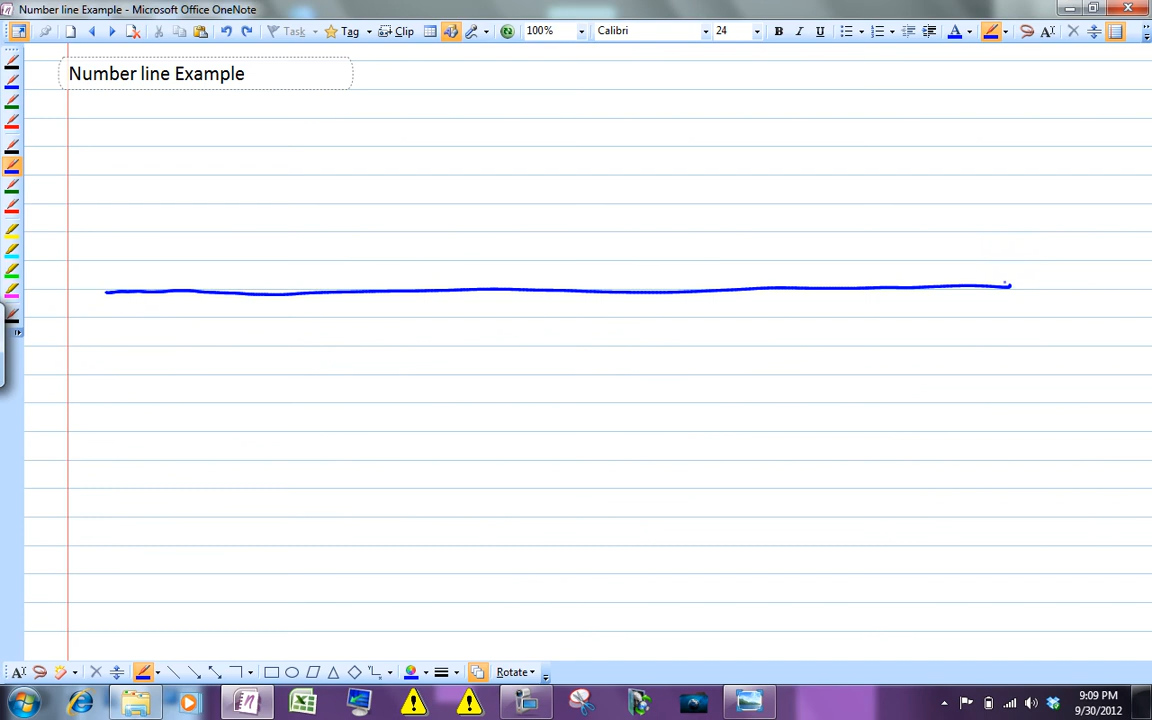 Number line Example - Microsoft Office OneNote
Task
Tag
Clip
100%
Calibri
24
B I U
Number line Example
Rotate
9:09 PM
9/30/2012